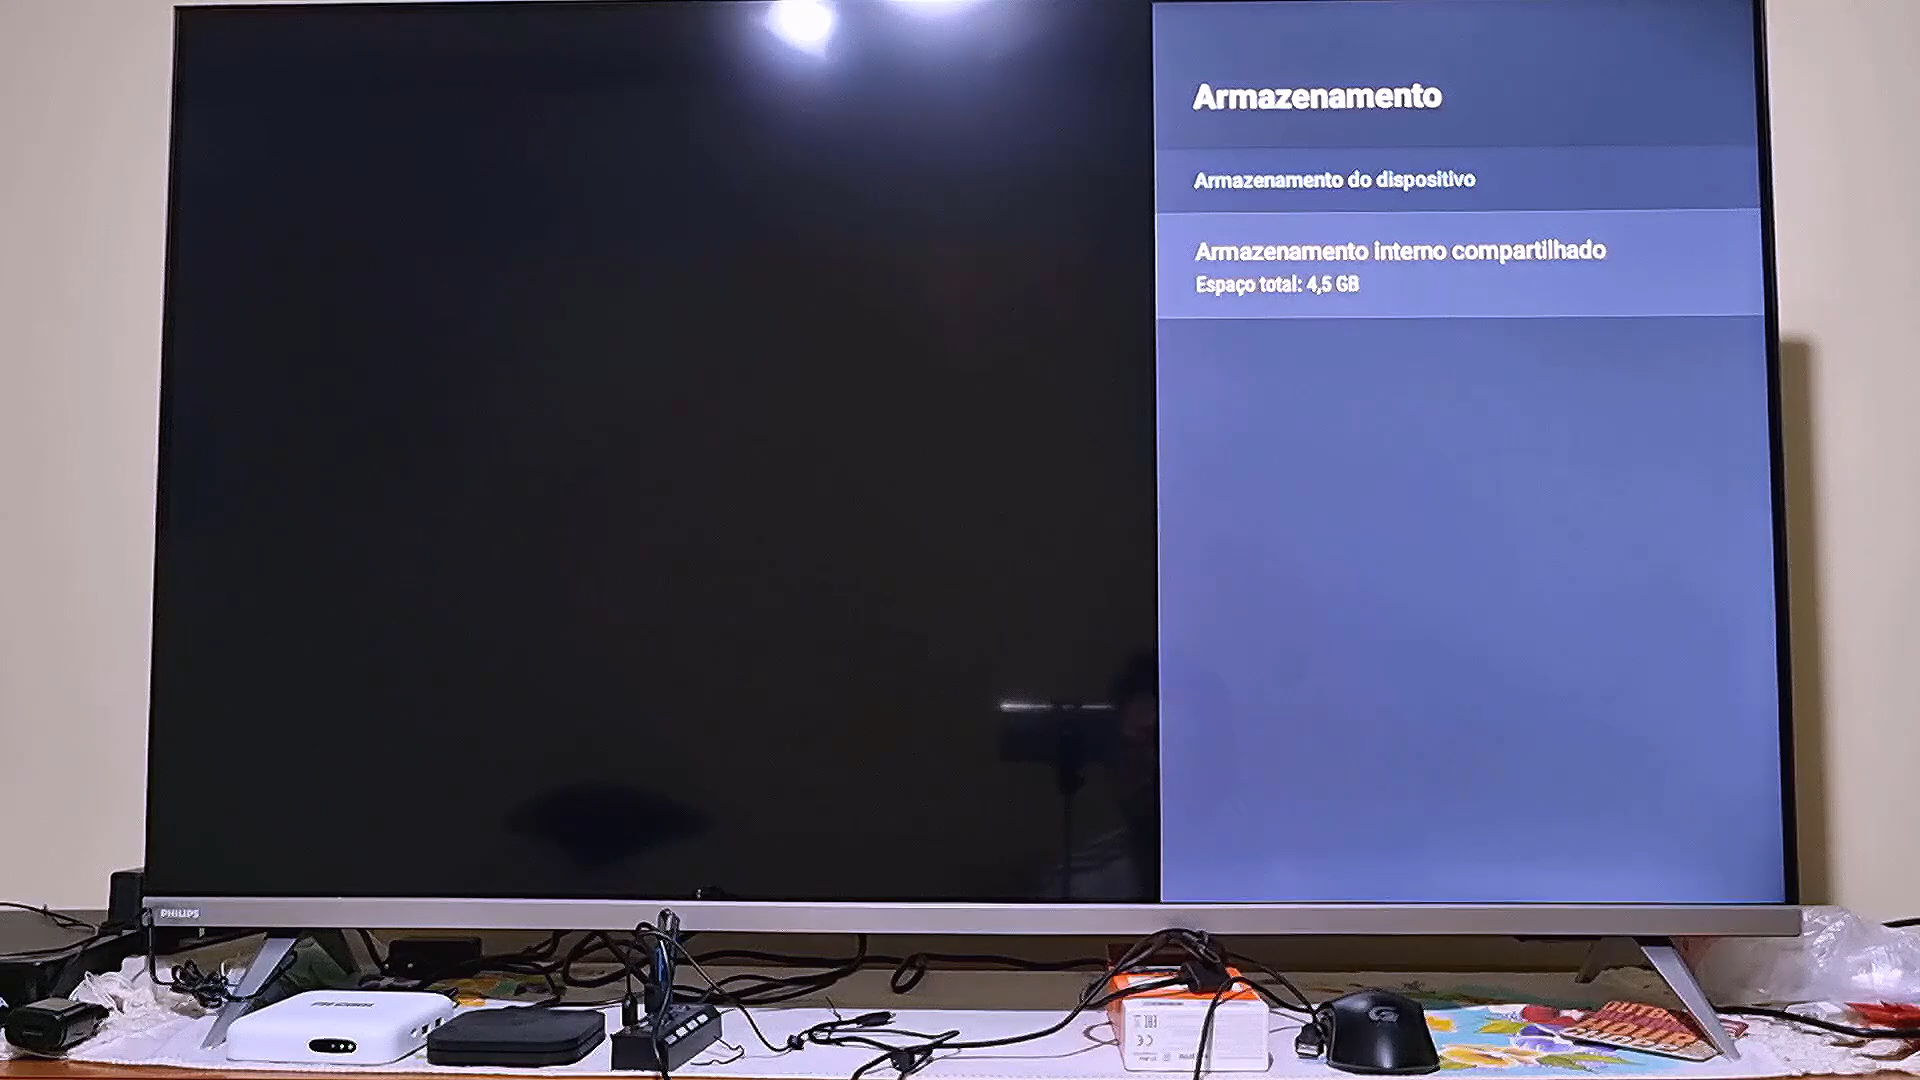 Armazenamento
Armazenamento do dispositivo
Armazenamento interno compartilhado
Espaço total: 4,5 GB
PHILIPS